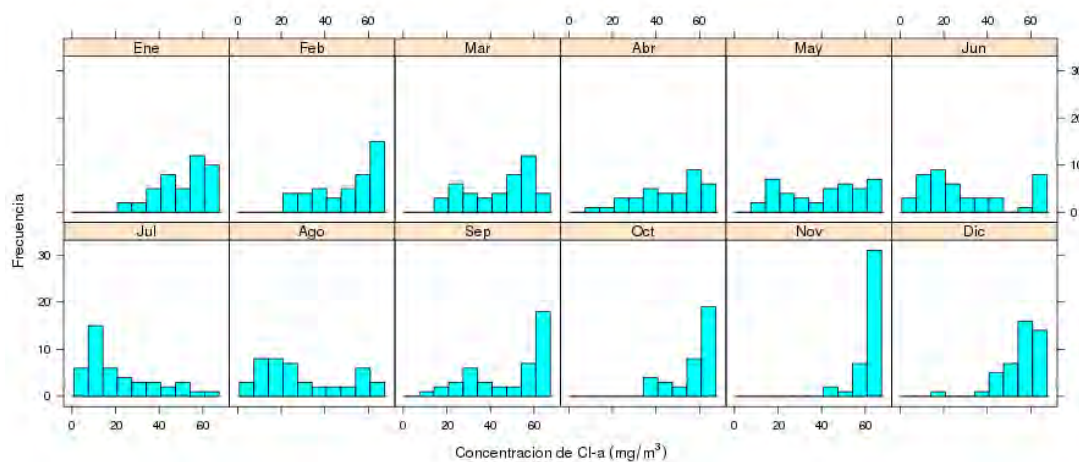 0 20 40 60 0 20 40 60 0 20 40 60
Ene Feb Mar Abr May Jun
30
20
10
0
Jul Ago Sep Oct Nov Dic
30
20
10
0
0 20 40 60 0 20 40 60 0 20 40 60
Frecuencia
Concentracion de Cl-a (mg/m³)